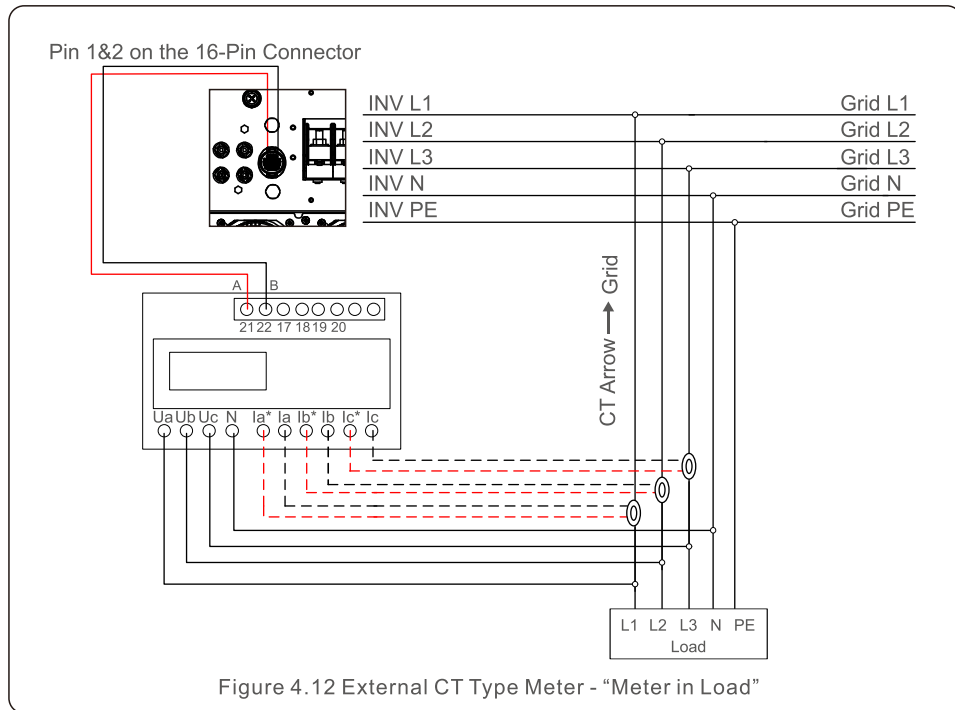 Pin 1&2 on the 16-Pin Connector
INV L1 Grid L1
INV L2 Grid L2
INV L3 Grid L3
INV N Grid N
INV PE Grid PE
CT Arrow → Grid
A B
21 22 17 18 19 20
Ua Ub Uc N Ia* Ia Ib* Ib Ic* Ic
L1 L2 L3 N PE
Load
Figure 4.12 External CT Type Meter - “Meter in Load”